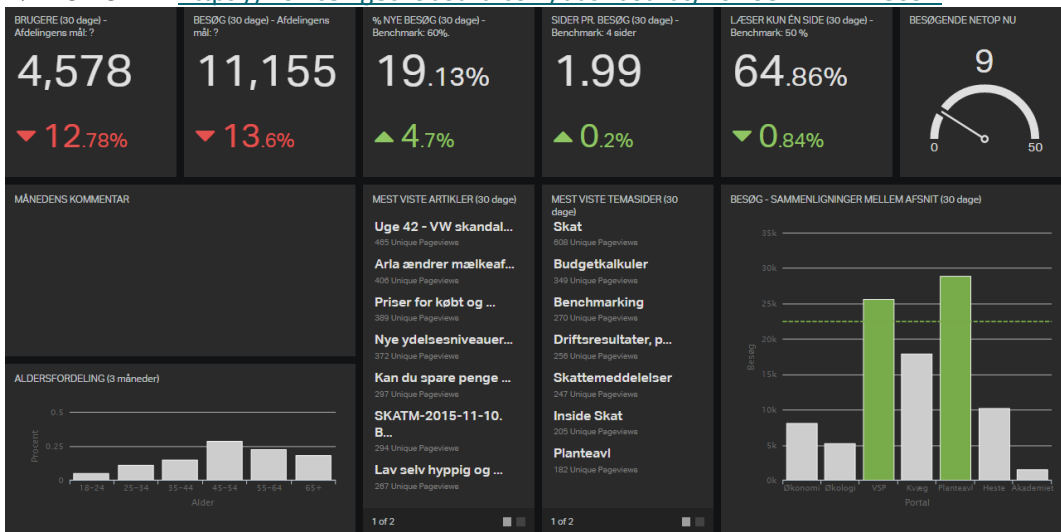 BRUGERE (30 dage) -
Afdelingens mål: ?
4,578
12.78%
BESØG (30 dage) - Afdelingens
mål: ?
11,155
13.6%
% NYE BESØG (30 dage) -
Benchmark: 60%.
19.13%
4.7%
SIDER PR. BESØG (30 dage) -
Benchmark: 4 sider
1.99
0.2%
LÆSER KUN ÉN SIDE (30 dage) -
Benchmark: 50 %
64.86%
0.84%
BESØGENDE NETOP NU
9
0
50
MÅNEDENS KOMMENTAR
ALDERSFORDELING (3 måneder)
0.5
0.25
0
Procent
18-24
25-34
35-44
45-54
55-64
65+
Alder
MEST VISTE ARTIKLER (30 dage)
Uge 42 - VW skandal...
465 Unique Pageviews
Arla ændrer mælkeaf...
406 Unique Pageviews
Priser for købt og ...
389 Unique Pageviews
Nye ydelsesniveauer...
372 Unique Pageviews
Kan du spare penge ...
297 Unique Pageviews
SKATM-2015-11-10.
B...
294 Unique Pageviews
Lav selv hyppig og ...
267 Unique Pageviews
1 of 2
MEST VISTE TEMASIDER (30
dage)
Skat
608 Unique Pageviews
Budgetkalkuler
349 Unique Pageviews
Benchmarking
270 Unique Pageviews
Driftsresultater, p...
256 Unique Pageviews
Skattemeddelelser
247 Unique Pageviews
Inside Skat
205 Unique Pageviews
Planteavl
182 Unique Pageviews
1 of 2
BESØG - SAMMENLIGNINGER MELLEM AFSNIT (30 dage)
35k
30k
25k
20k
15k
10k
5k
0k
Besøg
Økonomi
Økologi
VSP
Kvæg
Planteavl
Heste
Akademiet
Portal